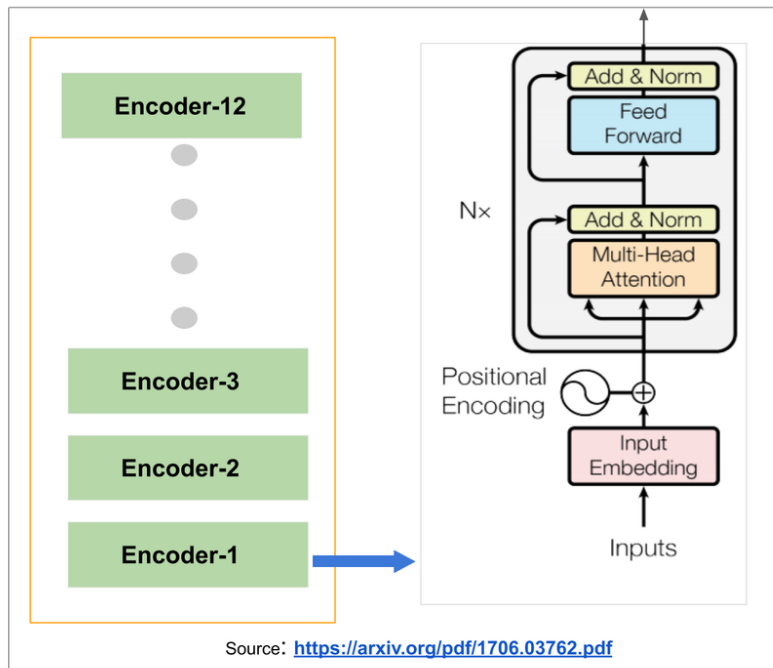 Encoder-12
Encoder-3
Encoder-2
Encoder-1
Add & Norm
Feed
Forward
N×
Add & Norm
Multi-Head
Attention
Positional
Encoding
Input
Embedding
Inputs
Source: https://arxiv.org/pdf/1706.03762.pdf